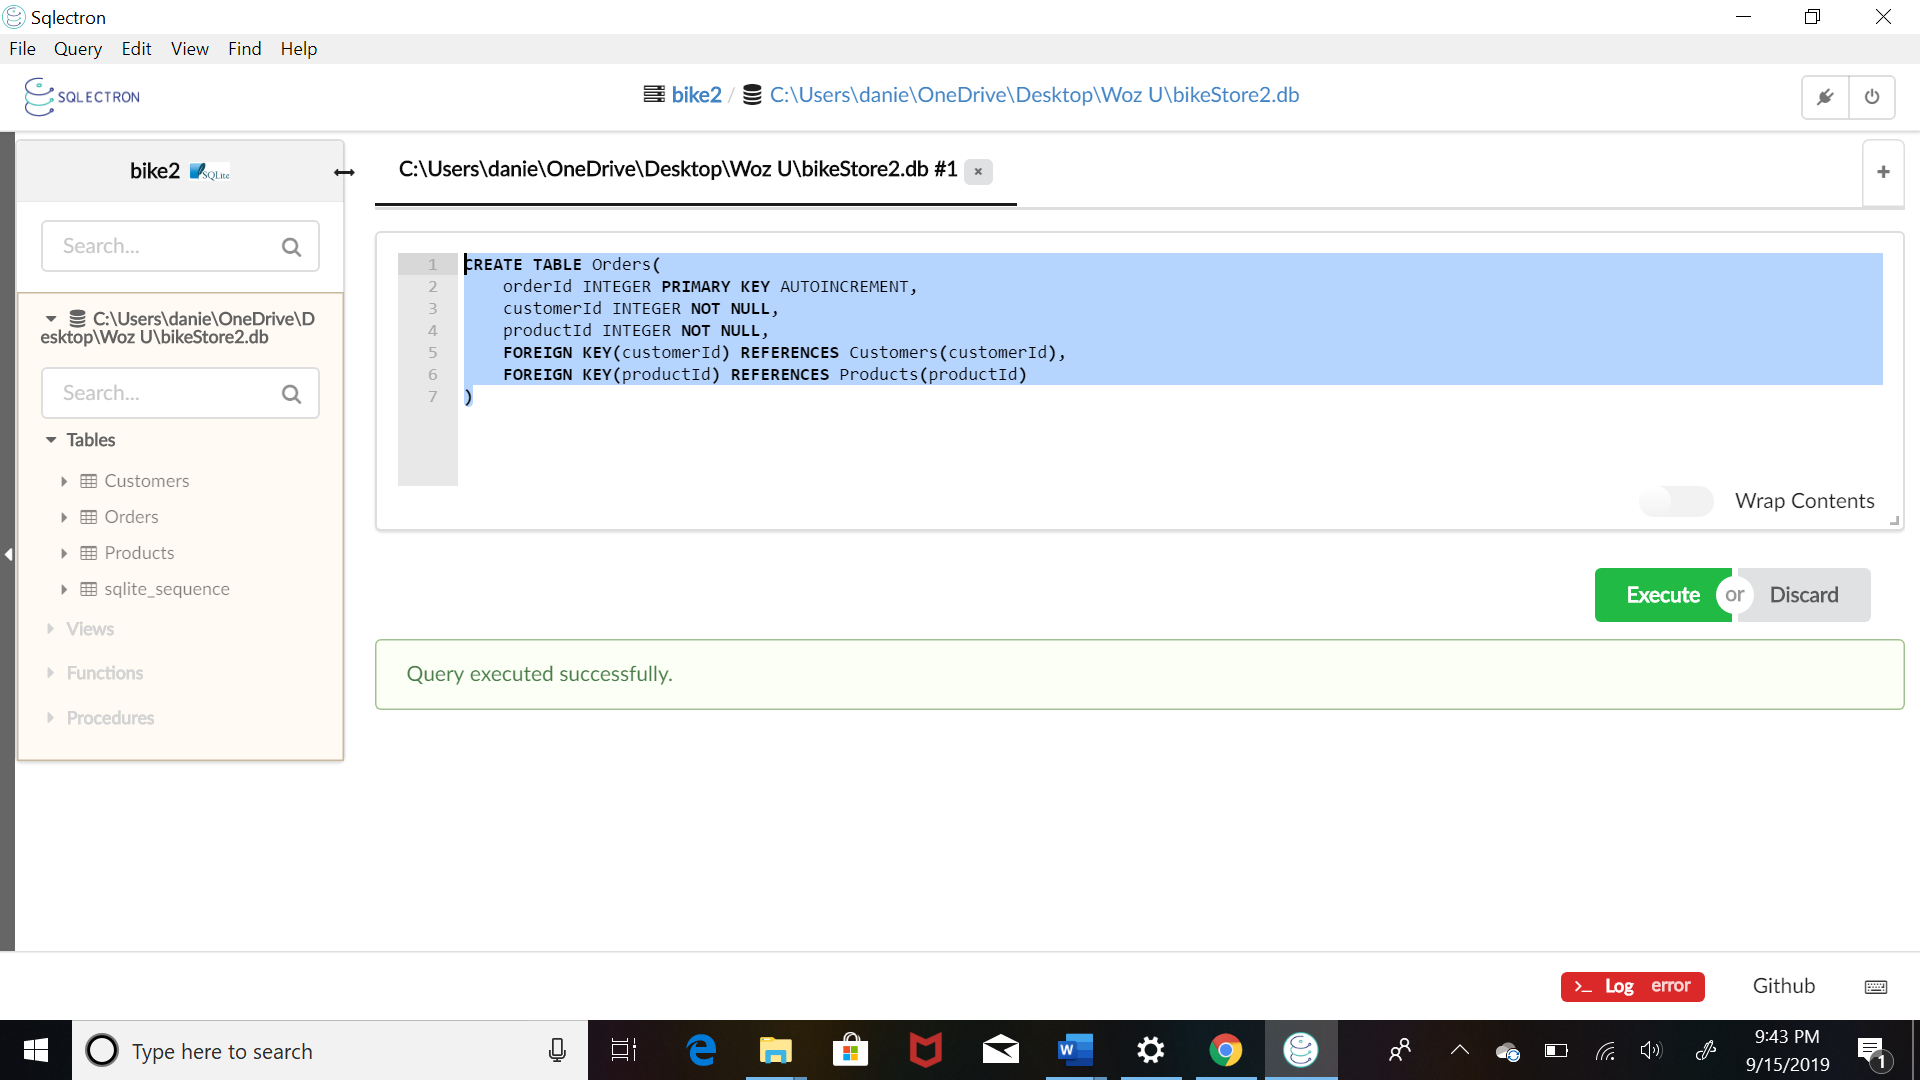 Sqlectron
File Query Edit View Find Help
SQLECTRON
bike2 / C:\Users\danie\OneDrive\Desktop\Woz U\bikeStore2.db
bike2 SQLite
C:\Users\danie\OneDrive\Desktop\Woz U\bikeStore2.db #1
+
Search...
C:\Users\danie\OneDrive\D
esktop\Woz U\bikeStore2.db
Search...
Tables
Customers
Orders
Products
sqlite_sequence
Views
Functions
Procedures
1 CREATE TABLE Orders(
2 orderId INTEGER PRIMARY KEY AUTOINCREMENT,
3 customerId INTEGER NOT NULL,
4 productId INTEGER NOT NULL,
5 FOREIGN KEY(customerId) REFERENCES Customers(customerId),
6 FOREIGN KEY(productId) REFERENCES Products(productId)
7 )
Wrap Contents
Execute or Discard
Query executed successfully.
>_ Log error
Github
Type here to search
W
9:43 PM
9/15/2019
1